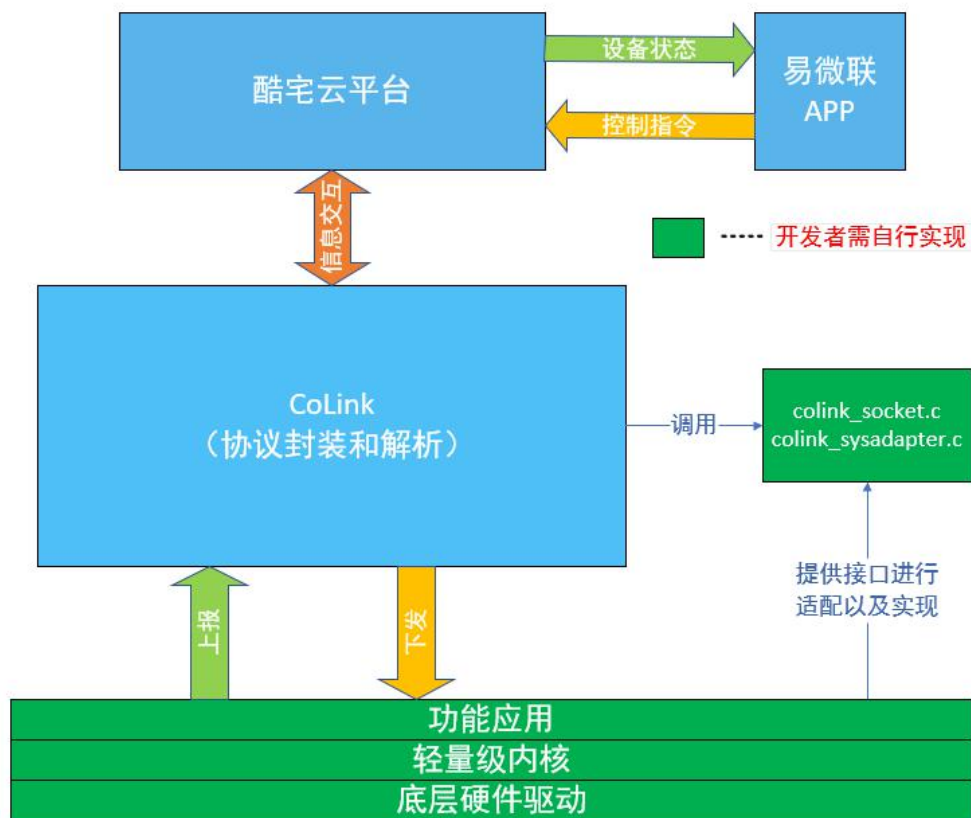 酷宅云平台
设备状态
控制指令
易微联
APP
信息交互
----- 开发者需自行实现
CoLink
（协议封装和解析）
调用
colink_socket.c
colink_sysadapter.c
提供接口进行
适配以及实现
上报
下发
功能应用
轻量级内核
底层硬件驱动